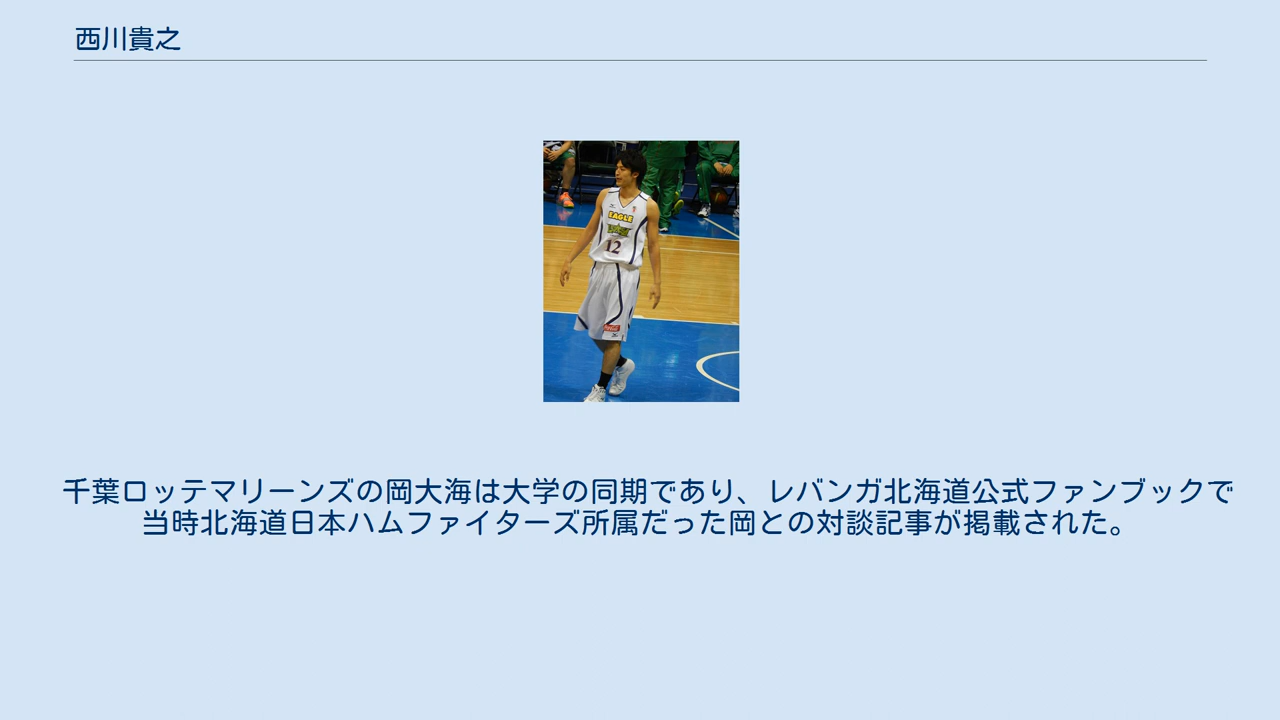 西川貴之
EAGLE
12
千葉ロッテマリーンズの岡大海は大学の同期であり、レバンガ北海道公式ファンブックで
当時北海道日本ハムファイターズ所属だった岡との対談記事が掲載された。